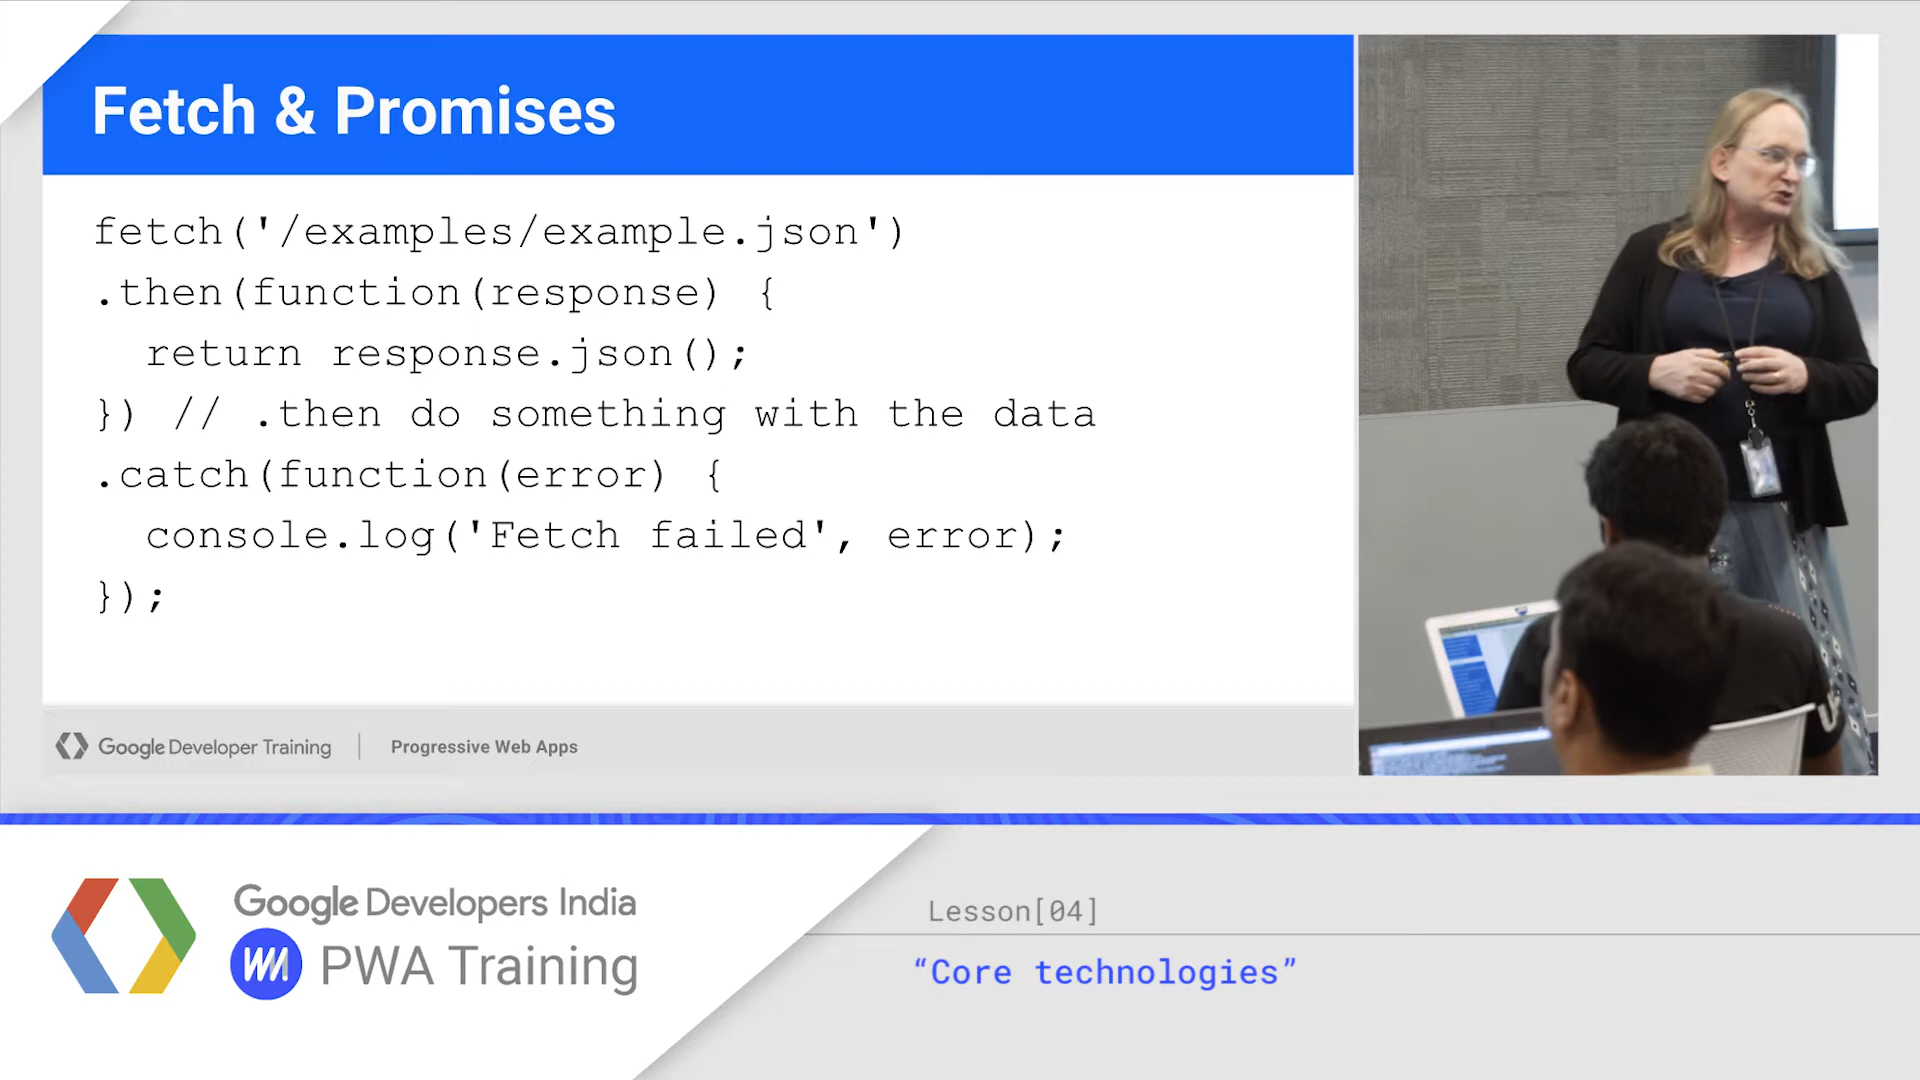 Fetch & Promises
fetch('/examples/example.json')
.then(function(response) {
  return response.json();
}) // .then do something with the data
.catch(function(error) {
  console.log('Fetch failed', error);
});
Google Developer Training | Progressive Web Apps
Google Developers India
PWA Training
Lesson[04]
“Core technologies”